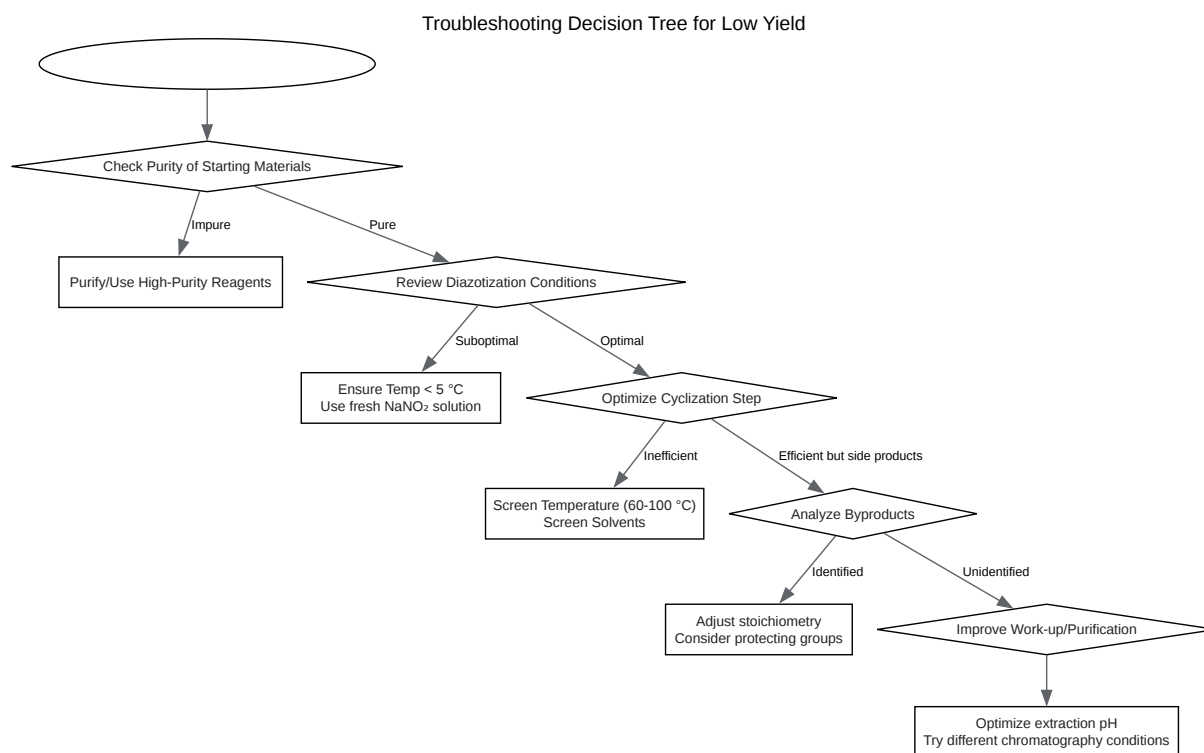 Troubleshooting Decision Tree for Low Yield
Check Purity of Starting Materials
Impure
Pure
Purify/Use High-Purity Reagents
Review Diazotization Conditions
Suboptimal
Optimal
Ensure Temp < 5 °C
Use fresh NaNO₂ solution
Optimize Cyclization Step
Inefficient
Efficient but side products
Screen Temperature (60-100 °C)
Screen Solvents
Analyze Byproducts
Identified
Unidentified
Adjust stoichiometry
Consider protecting groups
Improve Work-up/Purification
Optimize extraction pH
Try different chromatography conditions